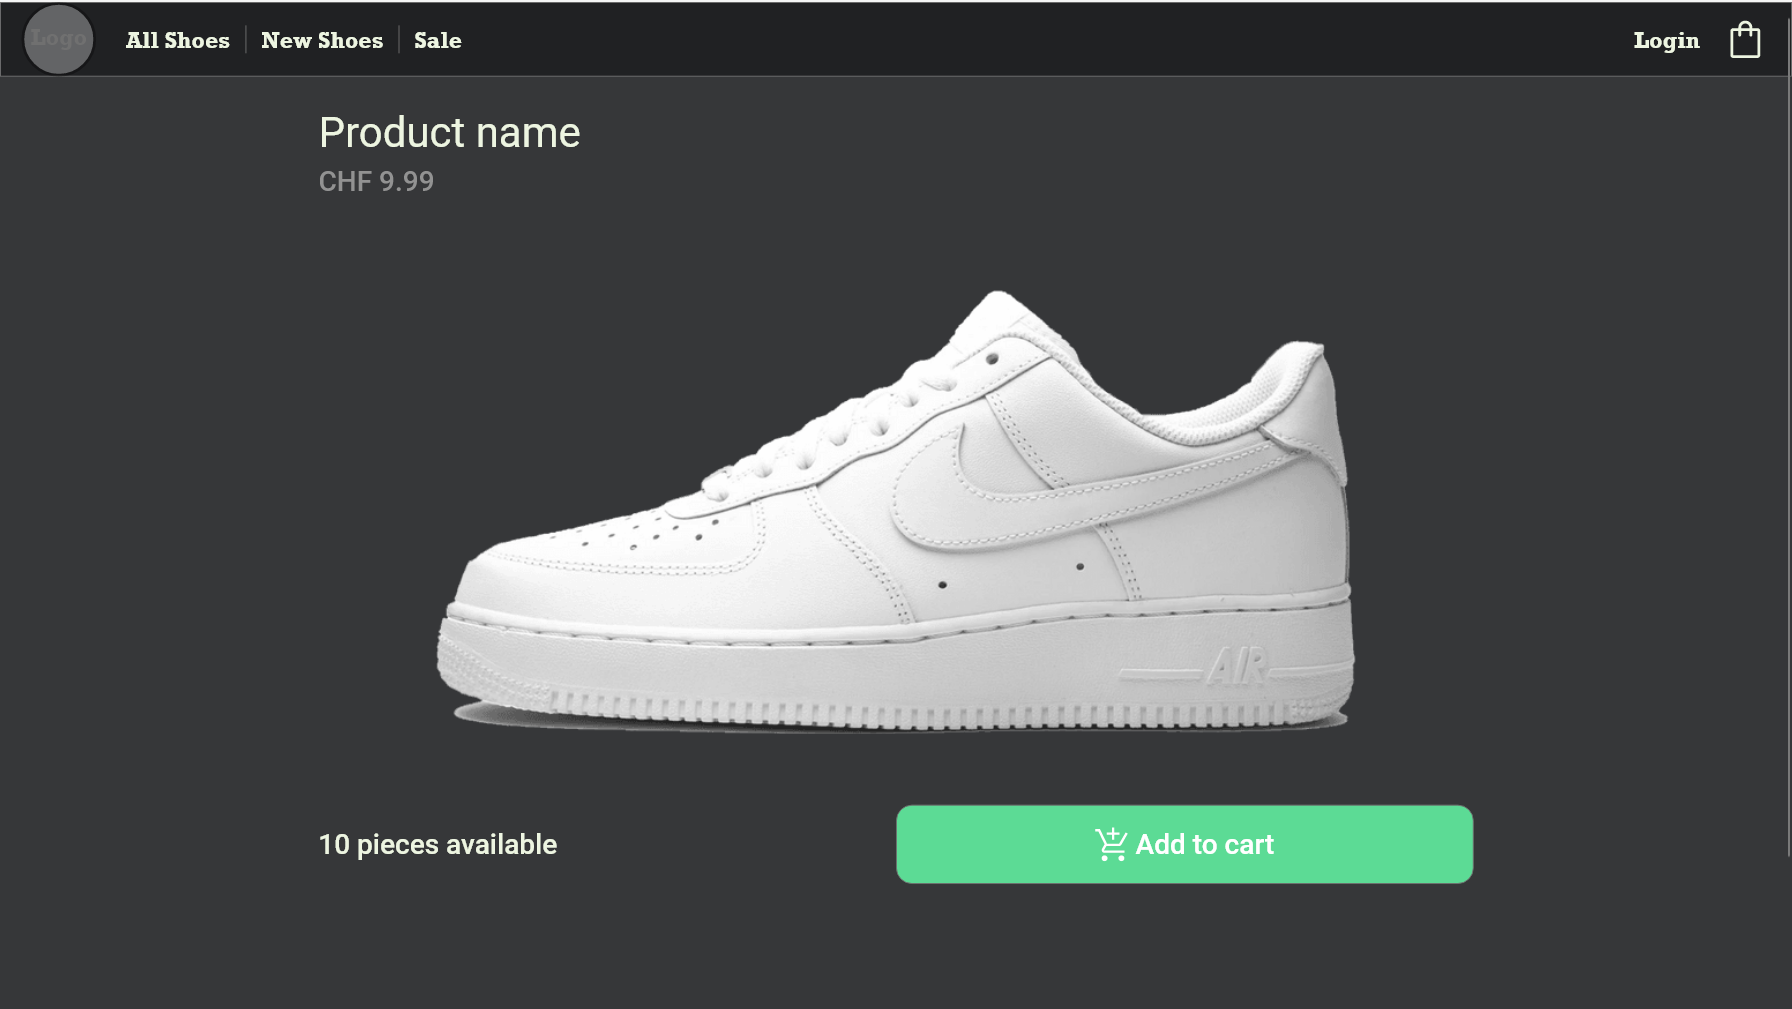 Logo All Shoes New Shoes Sale Login
Product name
CHF 9.99
AIR
10 pieces available Add to cart